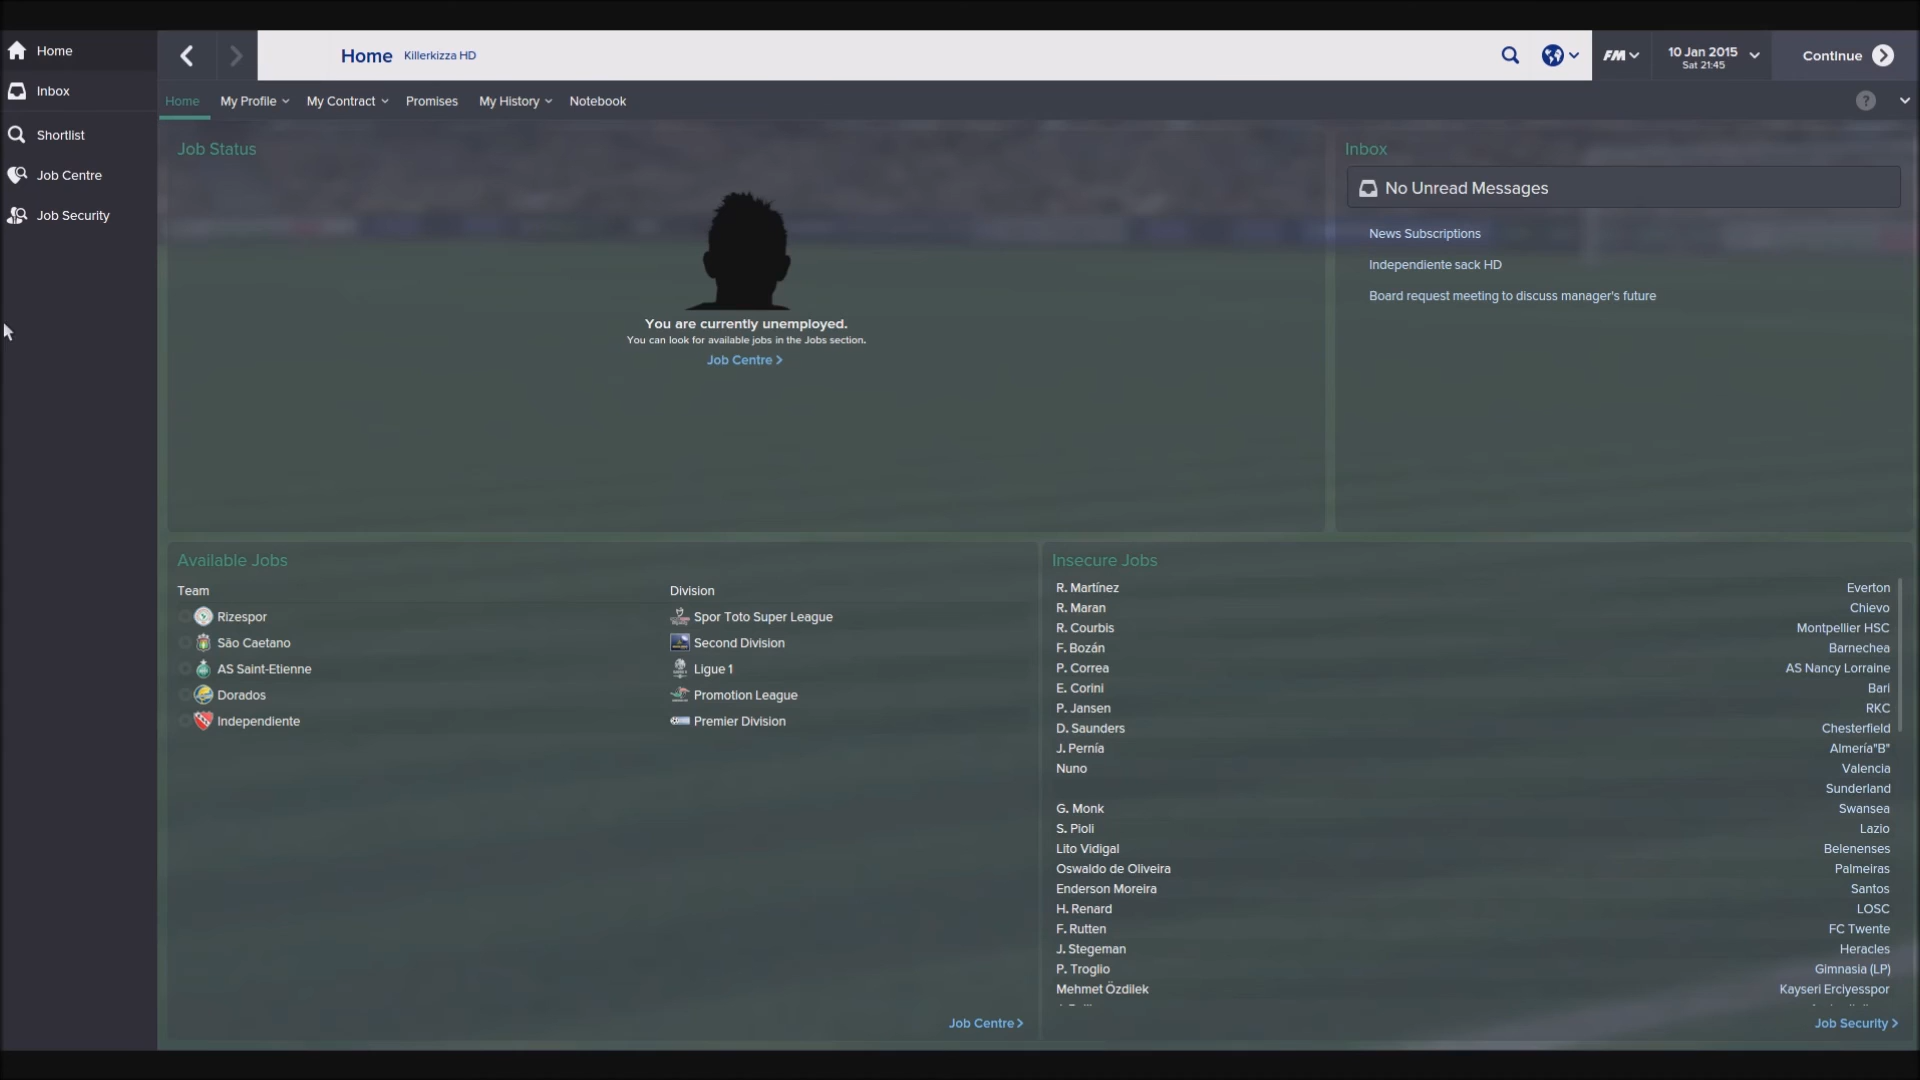 Home
Inbox
Shortlist
Job Centre
Job Security
Home Killerkizza HD
FM
10 Jan 2015
Sat 21:45
Continue
Home My Profile My Contract Promises My History Notebook
?
Job Status
You are currently unemployed.
You can look for available jobs in the Jobs section.
Job Centre >
Inbox
No Unread Messages
News Subscriptions
Independiente sack HD
Board request meeting to discuss manager's future
Available Jobs
Team Division
Rizespor Spor Toto Super League
São Caetano Second Division
AS Saint-Etienne Ligue 1
Dorados Promotion League
Independiente Premier Division
Job Centre >
Insecure Jobs
R. Martínez Everton
R. Maran Chievo
R. Courbis Montpellier HSC
F. Bozán Barnechea
P. Correa AS Nancy Lorraine
E. Corini Bari
P. Jansen RKC
D. Saunders Chesterfield
J. Pernía Almería"B"
Nuno Valencia
Sunderland
G. Monk Swansea
S. Pioli Lazio
Lito Vidigal Belenenses
Oswaldo de Oliveira Palmeiras
Enderson Moreira Santos
H. Renard LOSC
F. Rutten FC Twente
J. Stegeman Heracles
P. Troglio Gimnasia (LP)
Mehmet Özdilek Kayseri Erciyesspor
Job Security >